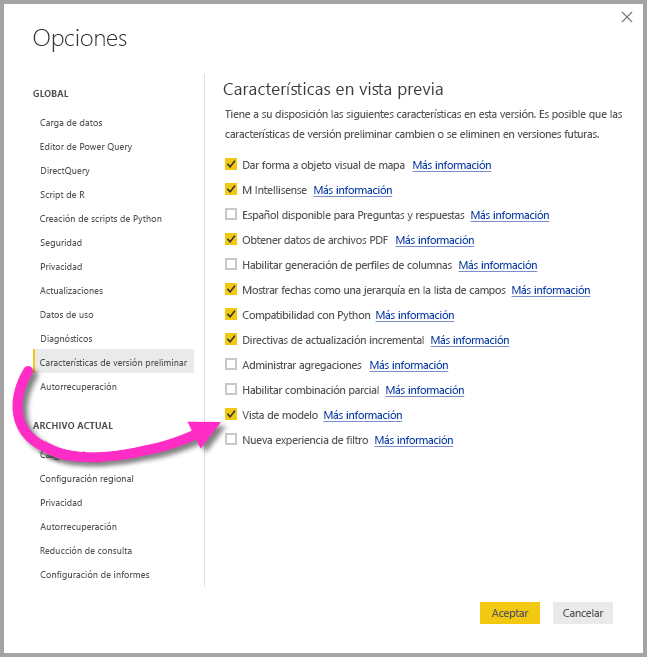 Opciones
GLOBAL
Carga de datos
Editor de Power Query
DirectQuery
Script de R
Creación de scripts de Python
Seguridad
Privacidad
Actualizaciones
Datos de uso
Diagnósticos
Características de versión preliminar
Autorrecuperación
ARCHIVO ACTUAL
Configuración regional
Privacidad
Autorrecuperación
Reducción de consulta
Configuración de informes
Características en vista previa
Tiene a su disposición las siguientes características en esta versión. Es posible que las
características de versión preliminar cambien o se eliminen en versiones futuras.
Dar forma a objeto visual de mapa Más información
M Intellisense Más información
Español disponible para Preguntas y respuestas Más información
Obtener datos de archivos PDF Más información
Habilitar generación de perfiles de columnas Más información
Mostrar fechas como una jerarquía en la lista de campos Más información
Compatibilidad con Python Más información
Directivas de actualización incremental Más información
Administrar agregaciones Más información
Habilitar combinación parcial Más información
Vista de modelo Más información
Nueva experiencia de filtro Más información
Aceptar
Cancelar